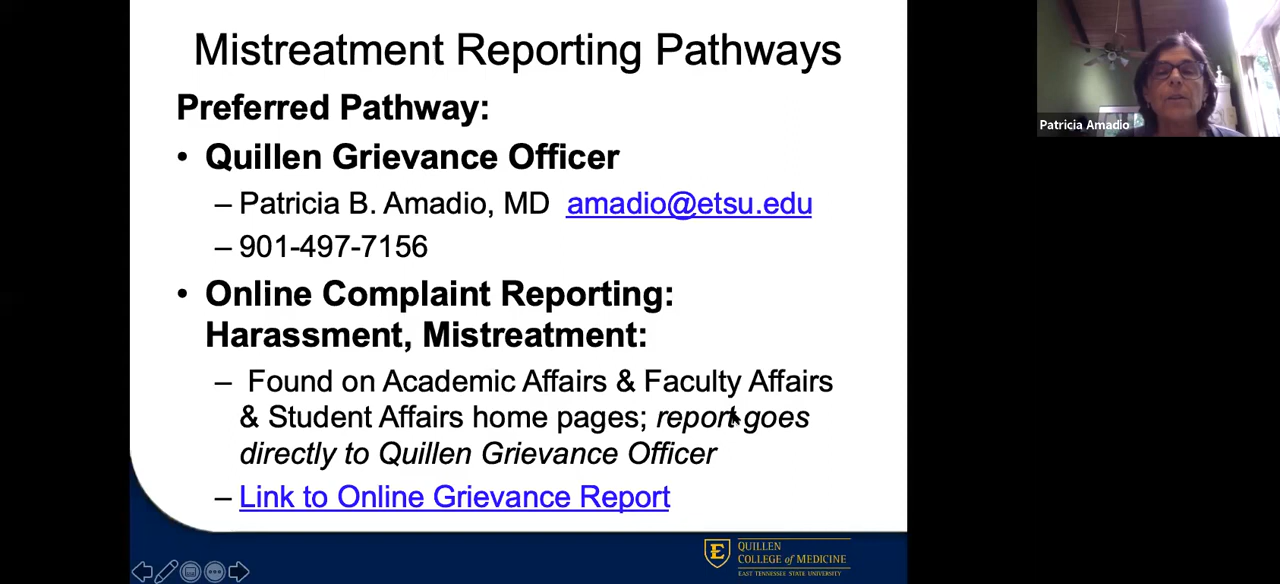 Mistreatment Reporting Pathways
Preferred Pathway:
• Quillen Grievance Officer
– Patricia B. Amadio, MD amadio@etsu.edu
– 901-497-7156
• Online Complaint Reporting:
Harassment, Mistreatment:
– Found on Academic Affairs & Faculty Affairs
& Student Affairs home pages; report goes
directly to Quillen Grievance Officer
– Link to Online Grievance Report
E
QUILLEN
COLLEGE of MEDICINE
EAST TENNESSEE STATE UNIVERSITY
Patricia Amadio